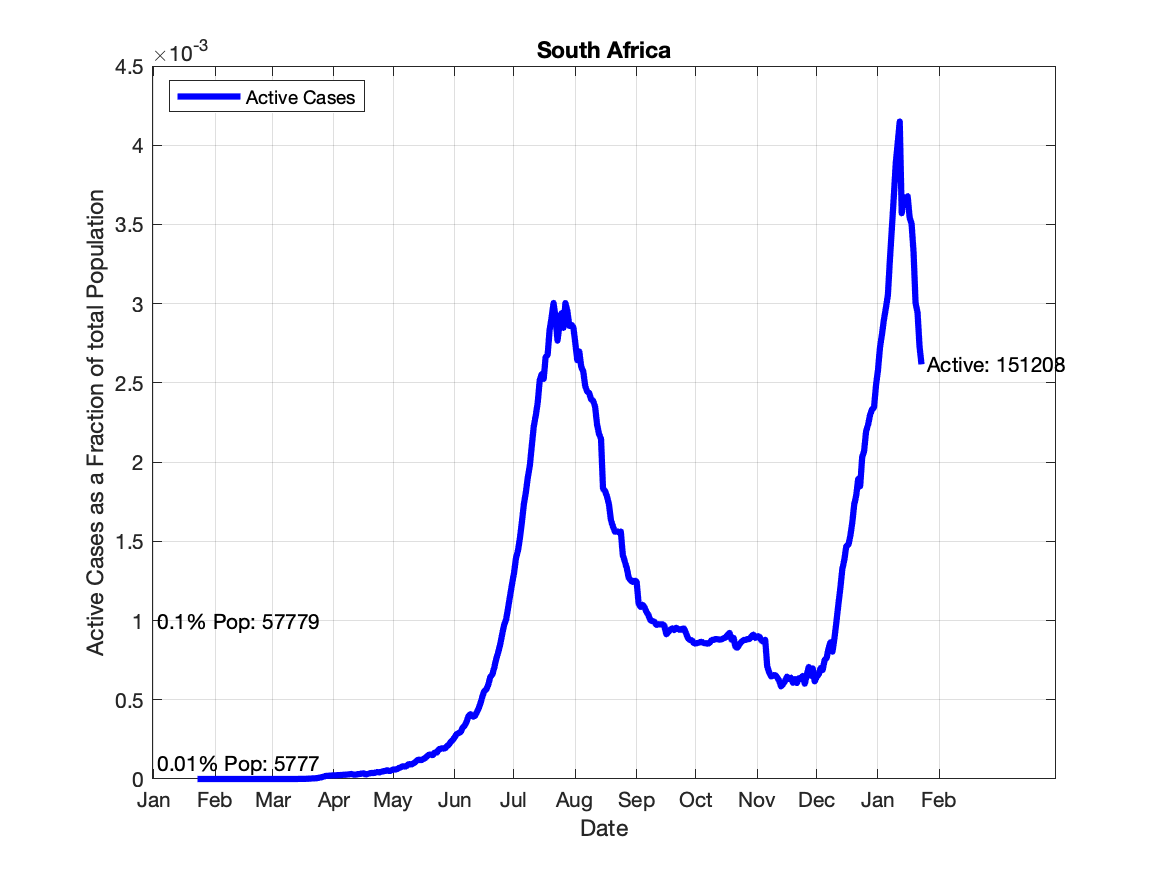 South Africa
×10-3
4.5
4
3.5
3
2.5
2
1.5
1
0.5
0
Active Cases as a Fraction of total Population
Active Cases
Active: 151208
0.1% Pop: 57779
0.01% Pop: 5777
Jan Feb Mar Apr May Jun Jul Aug Sep Oct Nov Dec Jan Feb
Date